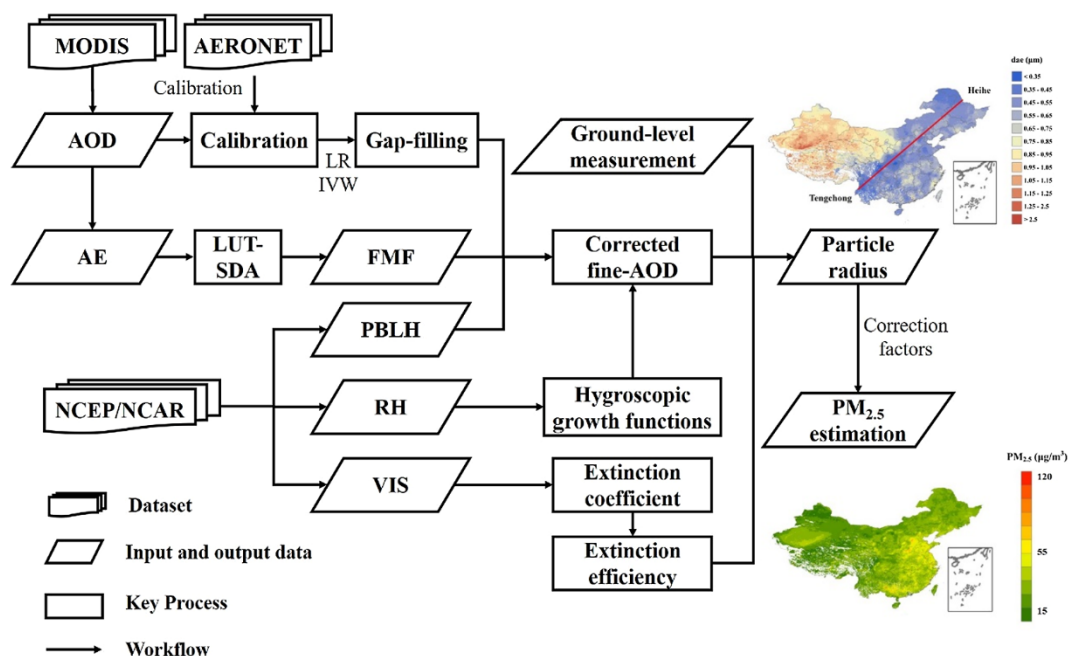 MODIS
AERONET
Calibration
AOD
Calibration
Gap-filling
LR
IVW
Ground-level
measurement
AE
LUT-
SDA
FMF
Corrected
fine-AOD
Particle
radius
PBLH
Correction
factors
NCEP/NCAR
RH
Hygroscopic
growth functions
PM2.5
estimation
VIS
Extinction
coefficient
Extinction
efficiency
Dataset
Input and output data
Key Process
Workflow
dae (μm)
< 0.35
0.35 - 0.45
0.45 - 0.55
0.55 - 0.65
0.65 - 0.75
0.75 - 0.85
0.85 - 0.95
0.95 - 1.05
1.05 - 1.15
1.15 - 1.25
1.25 - 2.5
> 2.5
Heihe
Tengchong
PM2.5 (μg/m³)
120
55
15